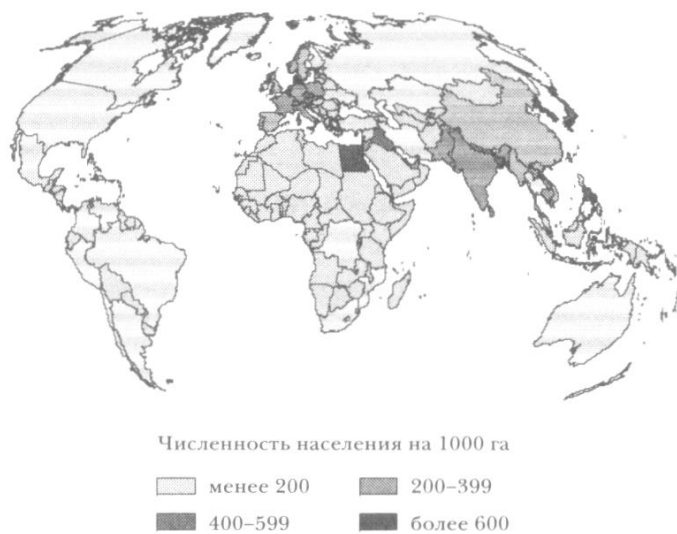 Численность населения на 1000 га
менее 200
200–399
400–599
более 600